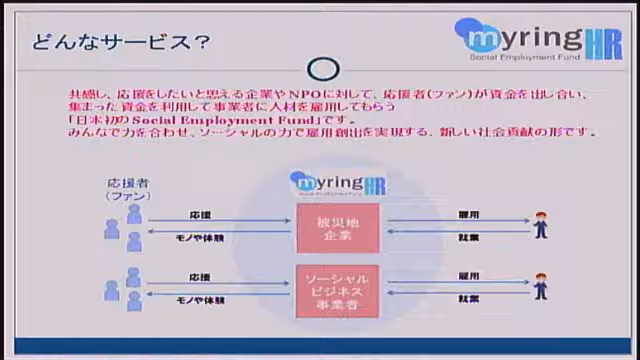 どんなサービス？
myring HR
Social Employment Fund
共感し、応援をしたいと思える企業やNPOに対して、応援者（ファン）が資金を出し合い、
集まった資金を利用して事業者に人材を雇用してもらう
「日本初のSocial Employment Fund」です。
みんなで力を合わせ、ソーシャルの力で雇用創出を実現する、新しい社会貢献の形です。
応援者
（ファン）
myring HR
応援
モノや体験
被災地
企業
雇用
就業
応援
モノや体験
ソーシャル
ビジネス
事業者
雇用
就業